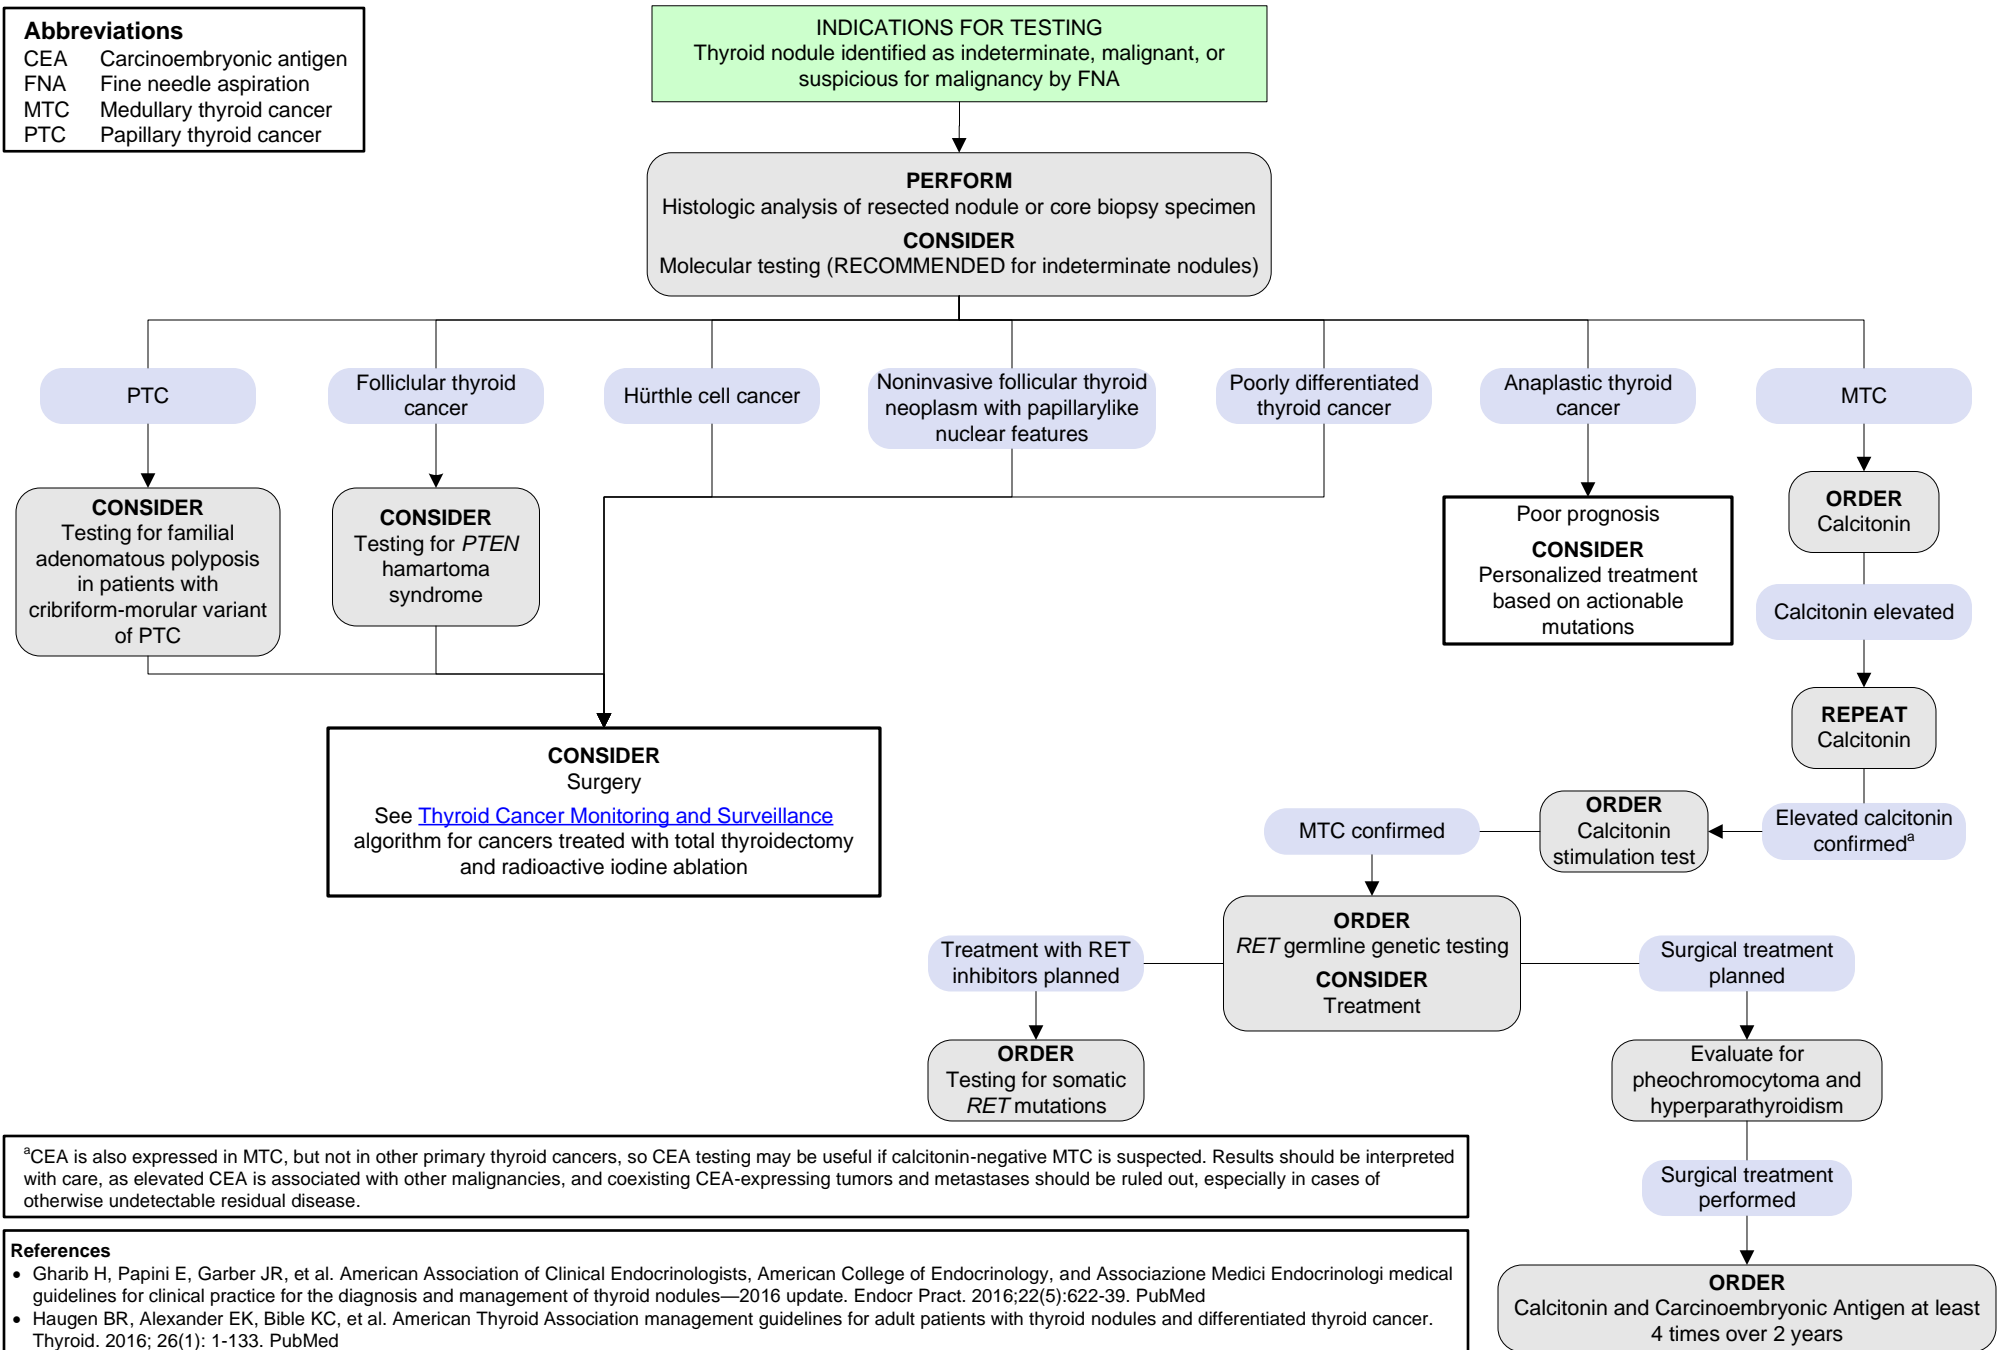 Abbreviations
CEA Carcinoembryonic antigen
FNA Fine needle aspiration
MTC Medullary thyroid cancer
PTC Papillary thyroid cancer
INDICATIONS FOR TESTING
Thyroid nodule identified as indeterminate, malignant, or
suspicious for malignancy by FNA
PERFORM
Histologic analysis of resected nodule or core biopsy specimen
CONSIDER
Molecular testing (RECOMMENDED for indeterminate nodules)
PTC
Folliclular thyroid
cancer
Hürthle cell cancer
Noninvasive follicular thyroid
neoplasm with papillarylike
nuclear features
Poorly differentiated
thyroid cancer
Anaplastic thyroid
cancer
MTC
CONSIDER
Testing for familial
adenomatous polyposis
in patients with
cribriform-morular variant
of PTC
CONSIDER
Testing for PTEN
hamartoma
syndrome
Poor prognosis
CONSIDER
Personalized treatment
based on actionable
mutations
ORDER
Calcitonin
Calcitonin elevated
REPEAT
Calcitonin
Elevated calcitonin
confirmedᵃ
ORDER
Calcitonin
stimulation test
MTC confirmed
CONSIDER
Surgery
See Thyroid Cancer Monitoring and Surveillance
algorithm for cancers treated with total thyroidectomy
and radioactive iodine ablation
ORDER
RET germline genetic testing
CONSIDER
Treatment
Treatment with RET
inhibitors planned
ORDER
Testing for somatic
RET mutations
Surgical treatment
planned
Evaluate for
pheochromocytoma and
hyperparathyroidism
Surgical treatment
performed
ORDER
Calcitonin and Carcinoembryonic Antigen at least
4 times over 2 years
ᵃCEA is also expressed in MTC, but not in other primary thyroid cancers, so CEA testing may be useful if calcitonin-negative MTC is suspected. Results should be interpreted
with care, as elevated CEA is associated with other malignancies, and coexisting CEA-expressing tumors and metastases should be ruled out, especially in cases of
otherwise undetectable residual disease.
References
• Gharib H, Papini E, Garber JR, et al. American Association of Clinical Endocrinologists, American College of Endocrinology, and Associazione Medici Endocrinologi medical
guidelines for clinical practice for the diagnosis and management of thyroid nodules—2016 update. Endocr Pract. 2016;22(5):622-39. PubMed
• Haugen BR, Alexander EK, Bible KC, et al. American Thyroid Association management guidelines for adult patients with thyroid nodules and differentiated thyroid cancer.
Thyroid. 2016; 26(1): 1-133. PubMed